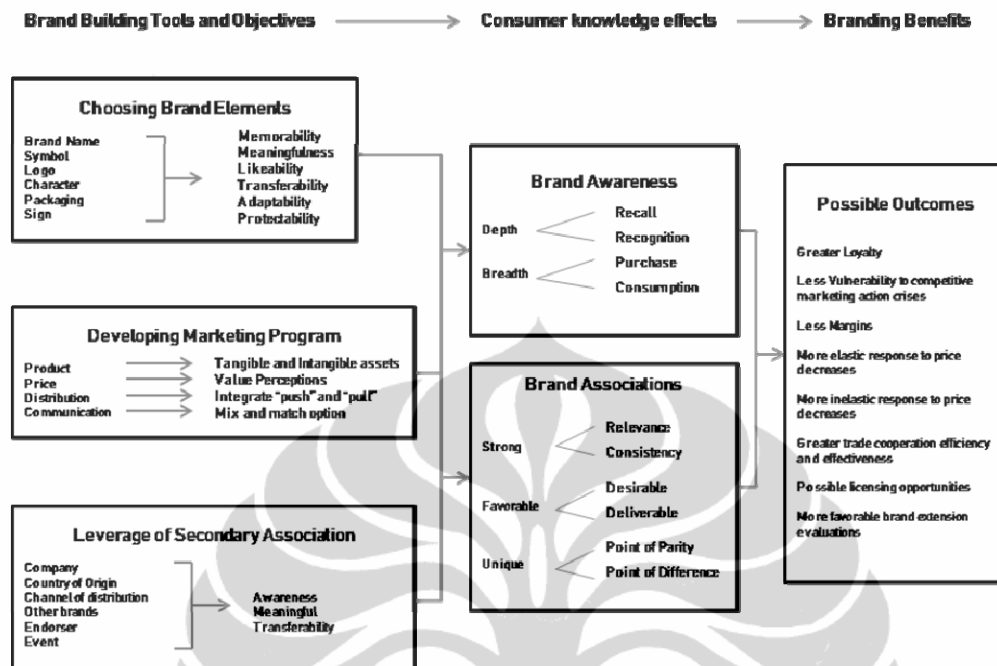 Brand Building Tools and Objectives
Consumer knowledge effects
Branding Benefits
Choosing Brand Elements
Brand Name
Symbol
Logo
Character
Packaging
Sign
Memorability
Meaningfulness
Likeability
Transferability
Adaptability
Protectability
Developing Marketing Program
Product
Price
Distribution
Communication
Tangible and Intangible assets
Value Perceptions
Integrate "push" and "pull"
Mix and match option
Leverage of Secondary Association
Company
Country of Origin
Channel of distribution
Other brands
Endorser
Event
Awareness
Meaningful
Transferability
Brand Awareness
Depth
Recall
Recognition
Breadth
Purchase
Consumption
Brand Associations
Strong
Relevance
Consistency
Favorable
Desirable
Deliverable
Unique
Point of Parity
Point of Difference
Possible Outcomes
Greater Loyalty
Less Vulnerability to competitive
marketing action crises
Less Margins
More elastic response to price
decreases
More inelastic response to price
decreases
Greater trade cooperation efficiency
and effectiveness
Possible licensing opportunities
More favorable brand extension
evaluations